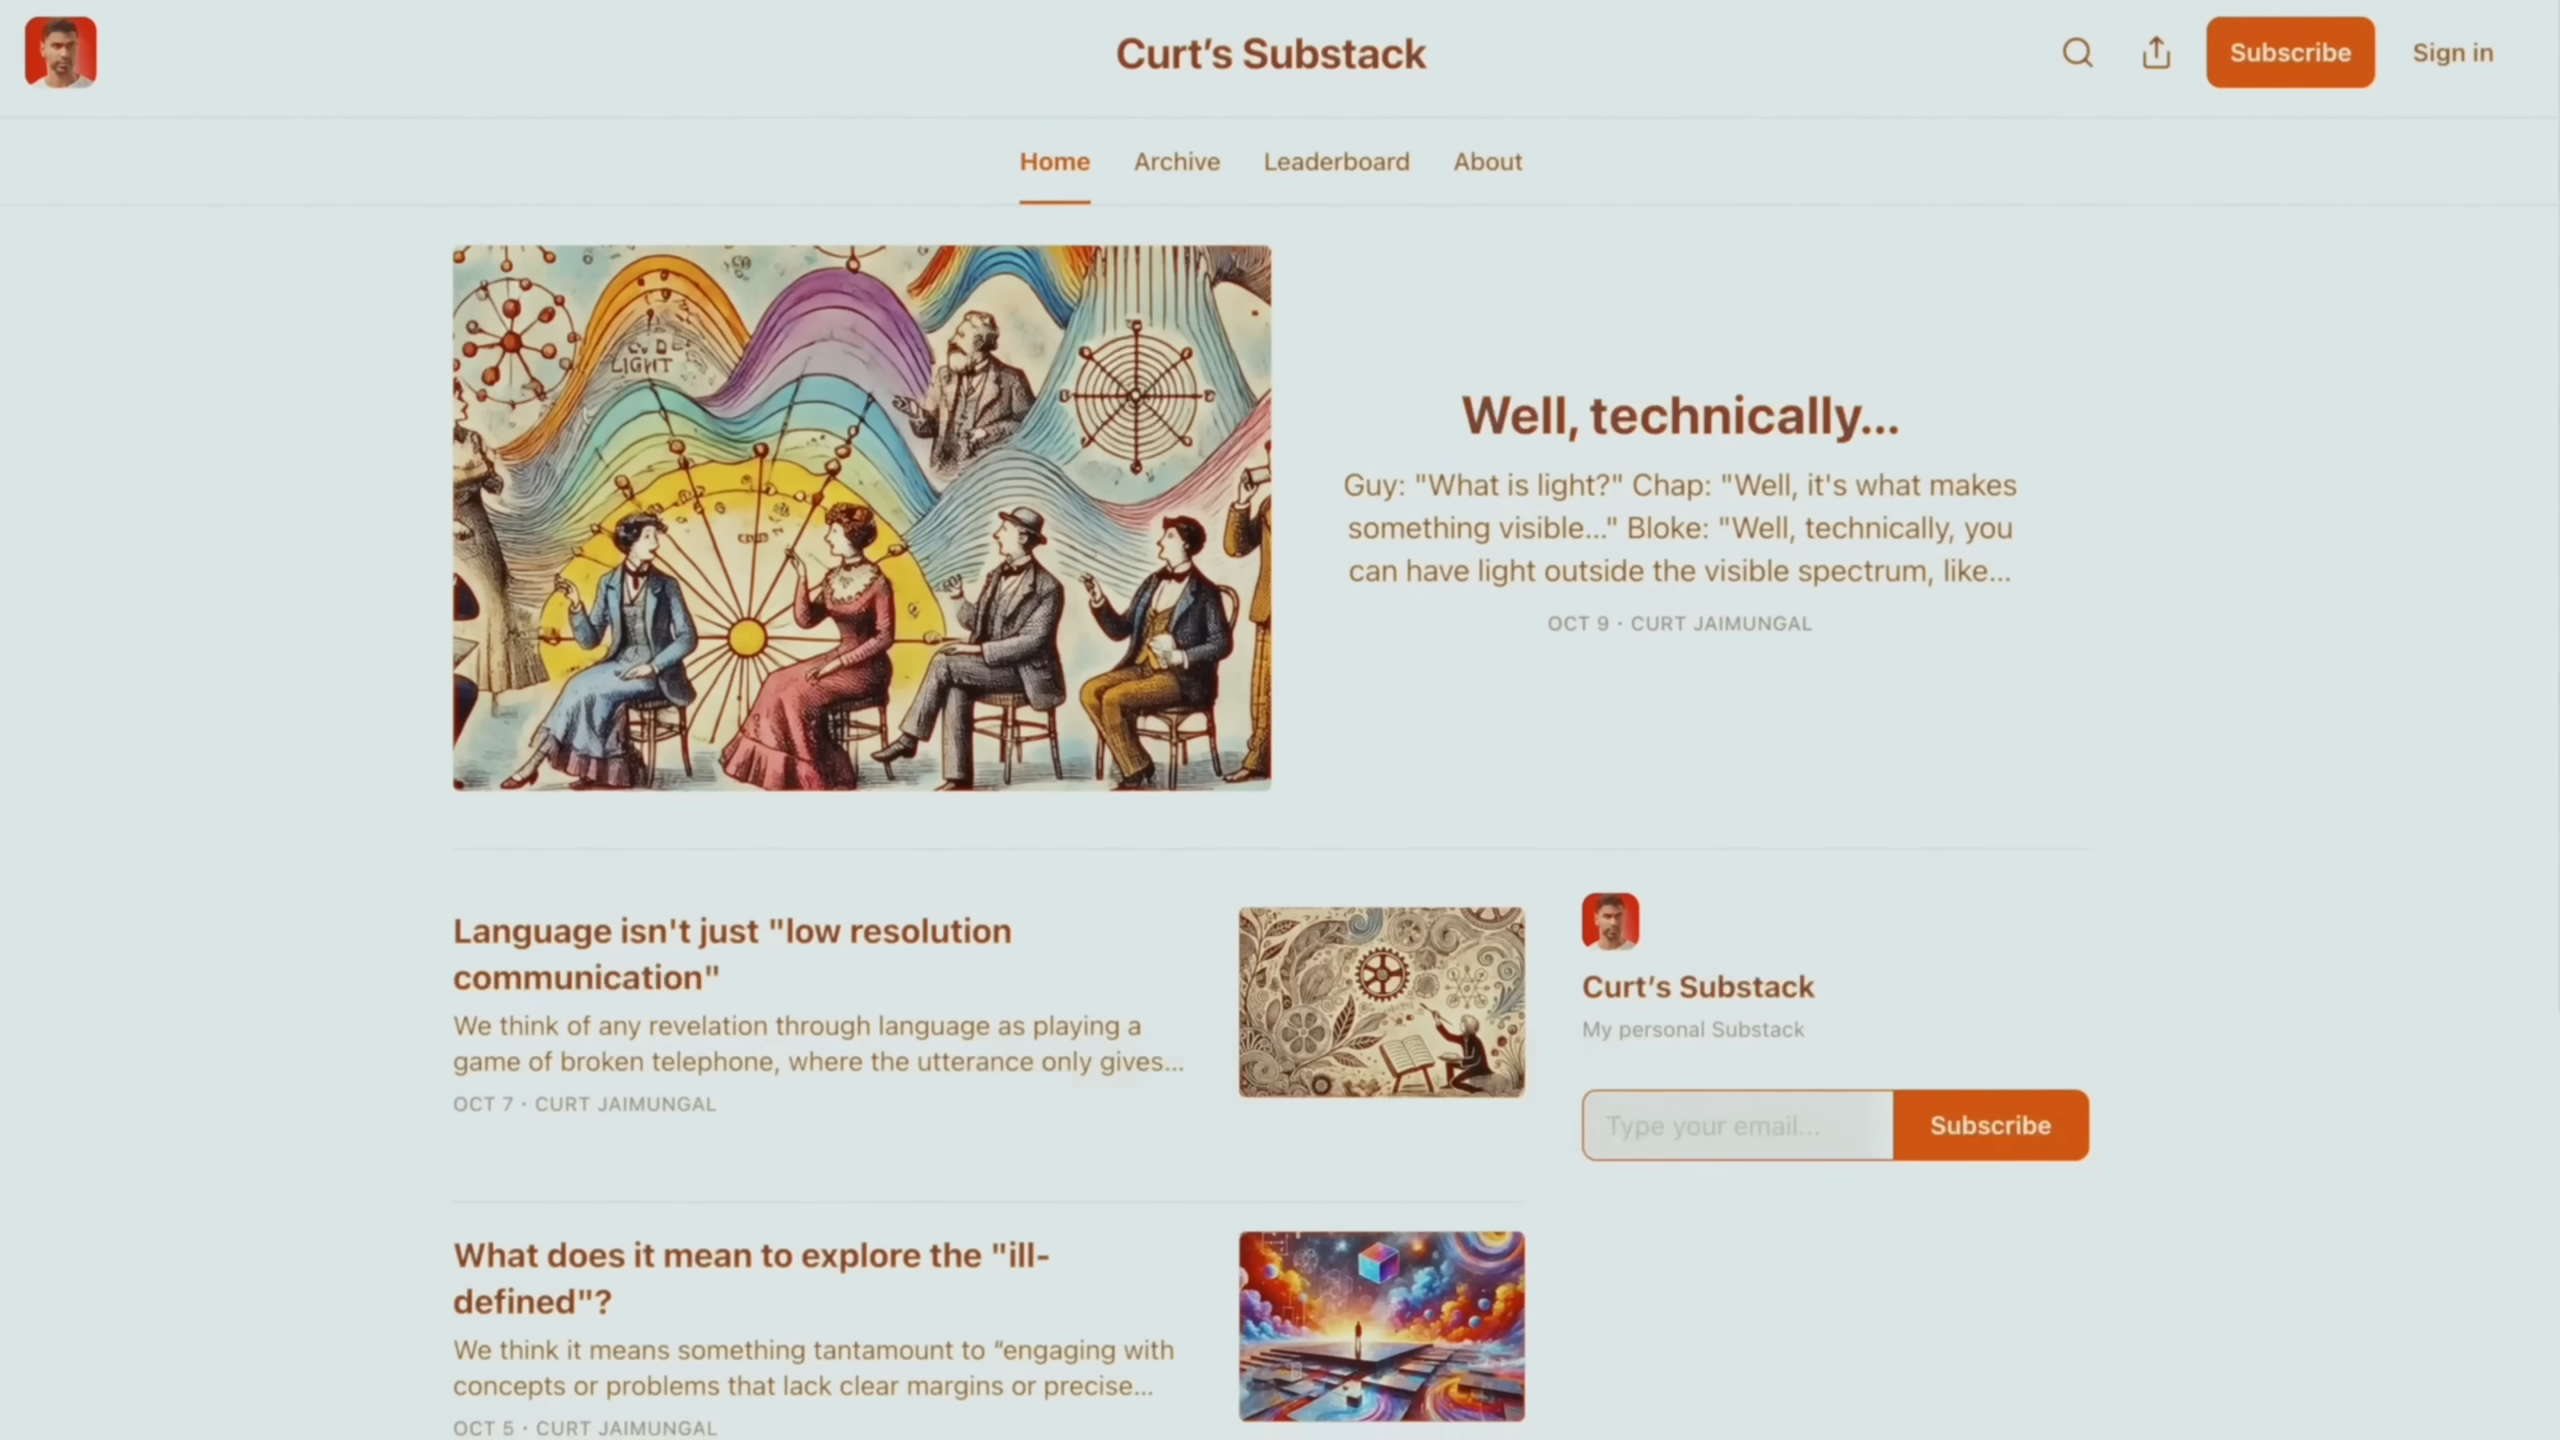 Curt's Substack
Subscribe
Sign in
Home
Archive
Leaderboard
About
LIGHT
Well, technically...
Guy: "What is light?" Chap: "Well, it's what makes
something visible..." Bloke: "Well, technically, you
can have light outside the visible spectrum, like...
OCT 9 · CURT JAIMUNGAL
Language isn't just "low resolution
communication"
We think of any revelation through language as playing a
game of broken telephone, where the utterance only gives...
OCT 7 · CURT JAIMUNGAL
Curt's Substack
My personal Substack
Type your email...
Subscribe
What does it mean to explore the "ill-
defined"?
We think it means something tantamount to “engaging with
concepts or problems that lack clear margins or precise...
OCT 5 · CURT JAIMUNGAL